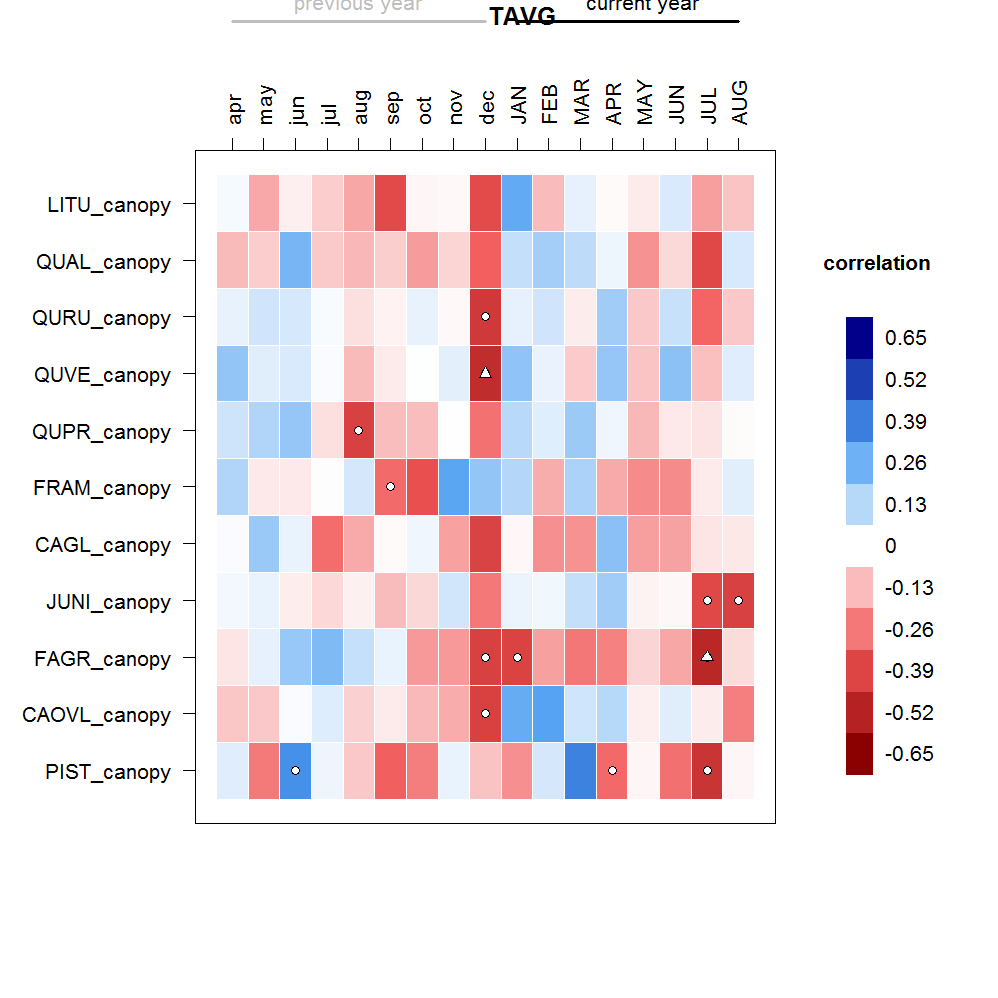 previous year current year
TAVG
apr may jun jul aug sep oct nov dec JAN FEB MAR APR MAY JUN JUL AUG
LITU_canopy
QUAL_canopy
QURU_canopy
QUVE_canopy
QUPR_canopy
FRAM_canopy
CAGL_canopy
JUNI_canopy
FAGR_canopy
CAOVL_canopy
PIST_canopy
correlation
0.65
0.52
0.39
0.26
0.13
0
-0.13
-0.26
-0.39
-0.52
-0.65